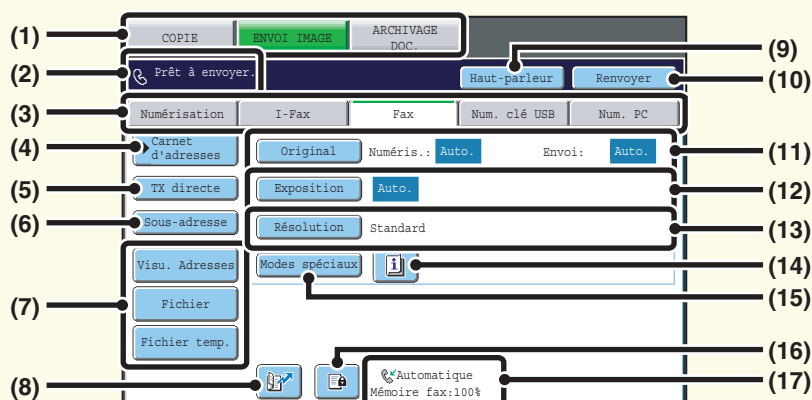 COPIE ENVOI IMAGE ARCHIVAGE DOC.
(1)
(2) Prêt à envoyer. Haut-parleur Renvoyer (9)
(10)
(3) Numérisation I-Fax Fax Num. clé USB Num. PC
(4) Carnet d'adresses Original Numéris.: Auto. Envoi: Auto. (11)
(5) TX directe Exposition Auto. (12)
(6) Sous-adresse Résolution Standard (13)
Visu. Adresses Modes spéciaux (14)
(7) Fichier (15)
Fichier temp.
(16)
(8) Automatique (17)
Mémoire fax:100%